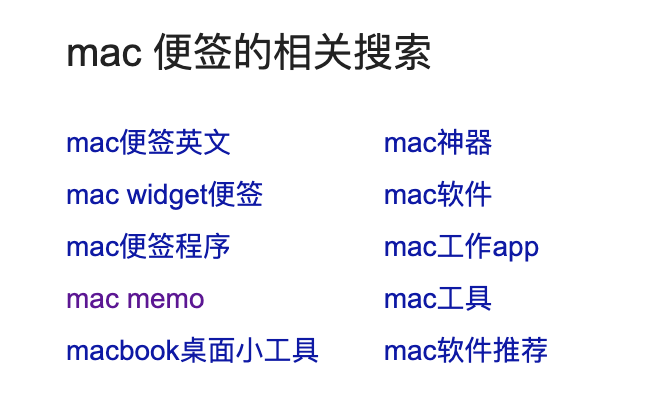 mac 便签的相关搜索
mac便签英文
mac widget便签
mac便签程序
mac memo
macbook桌面小工具
mac神器
mac软件
mac工作app
mac工具
mac软件推荐